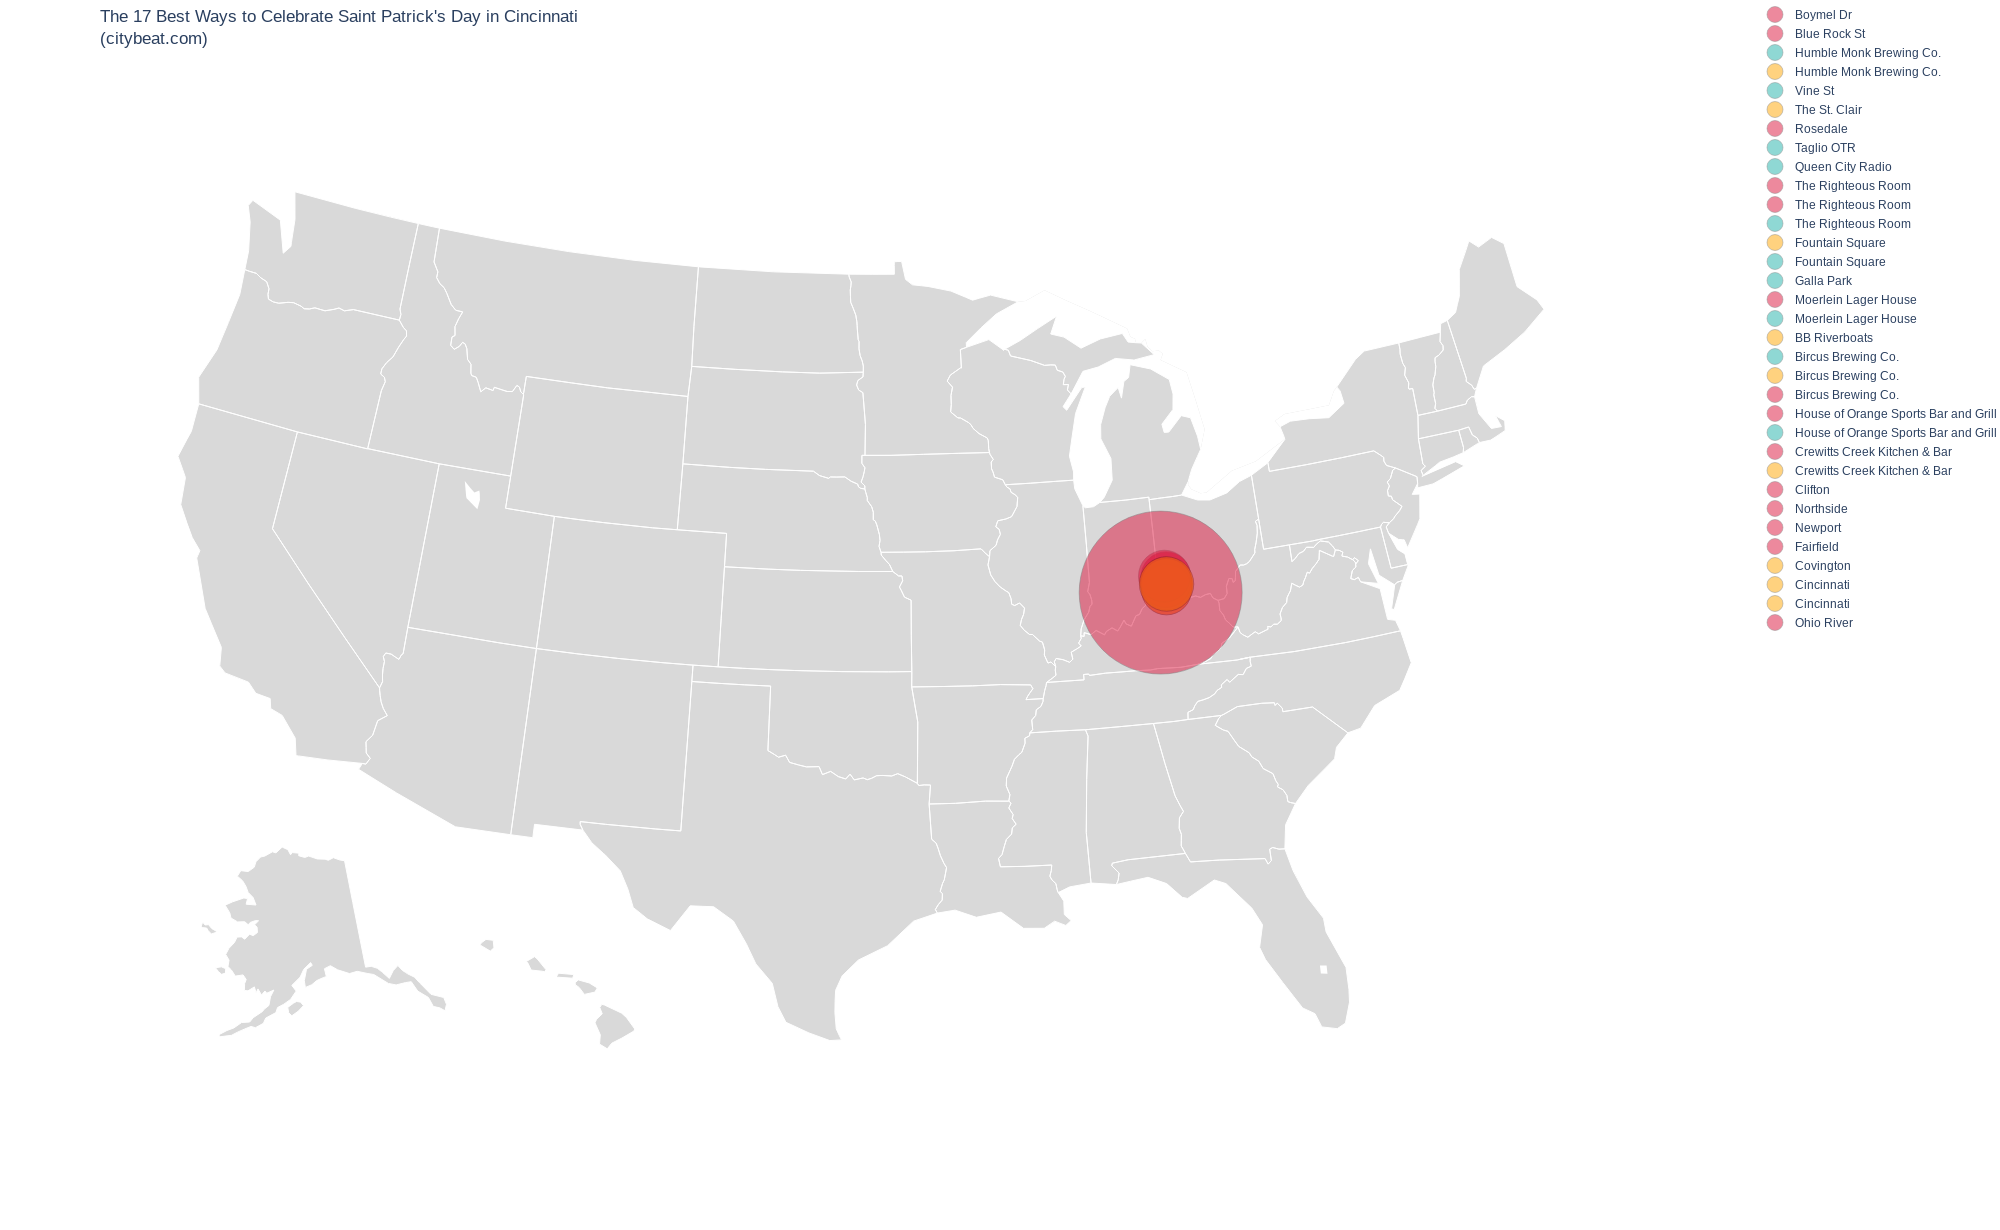 The 17 Best Ways to Celebrate Saint Patrick's Day in Cincinnati
(citybeat.com)
Boymel Dr
Blue Rock St
Humble Monk Brewing Co.
Humble Monk Brewing Co.
Vine St
The St. Clair
Rosedale
Taglio OTR
Queen City Radio
The Righteous Room
The Righteous Room
The Righteous Room
Fountain Square
Fountain Square
Galla Park
Moerlein Lager House
Moerlein Lager House
BB Riverboats
Bircus Brewing Co.
Bircus Brewing Co.
Bircus Brewing Co.
House of Orange Sports Bar and Grill
House of Orange Sports Bar and Grill
Crewitts Creek Kitchen & Bar
Crewitts Creek Kitchen & Bar
Clifton
Northside
Newport
Fairfield
Covington
Cincinnati
Cincinnati
Ohio River